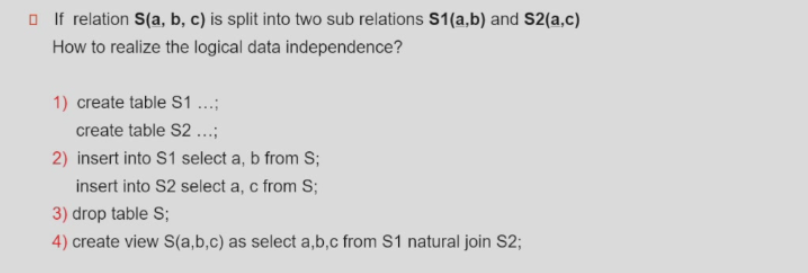 If relation S(a, b, c) is split into two sub relations S1(a,b) and S2(a,c)
How to realize the logical data independence?
1) create table S1 ...;
create table S2 ...;
2) insert into S1 select a, b from S;
insert into S2 select a, c from S;
3) drop table S;
4) create view S(a,b,c) as select a,b,c from S1 natural join S2;